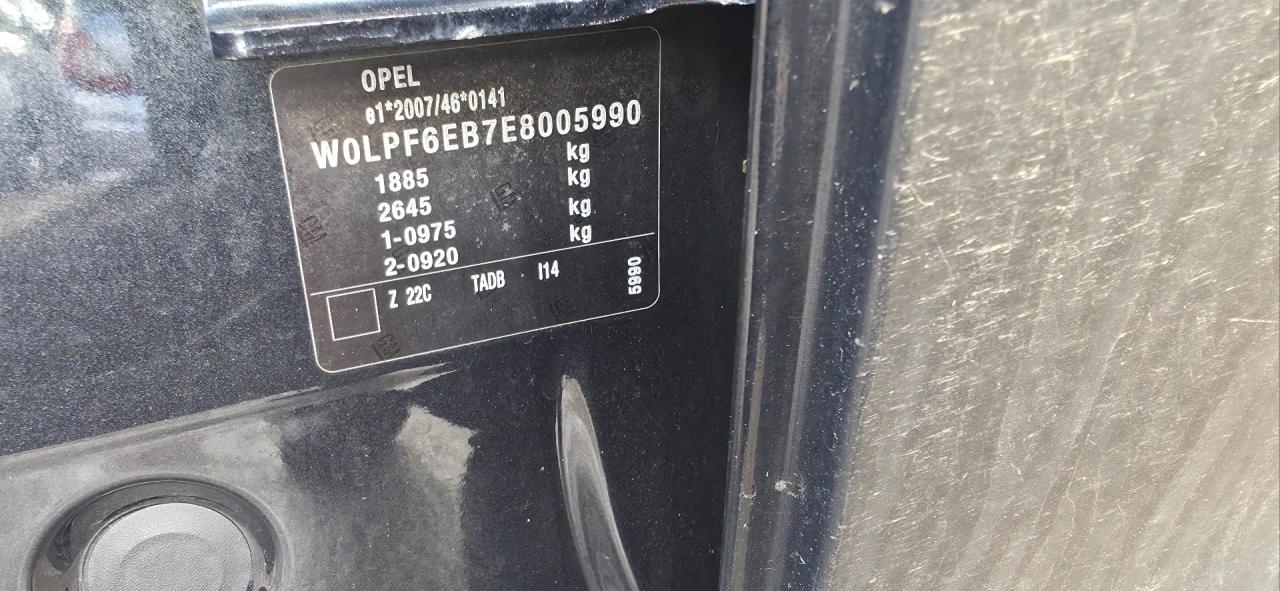 OPEL
e1*2007/46*0141
W0LPF6EB7E8005990
1885 kg
2645 kg
1-0975 kg
2-0920 kg
Z 22C TADB I14
5990